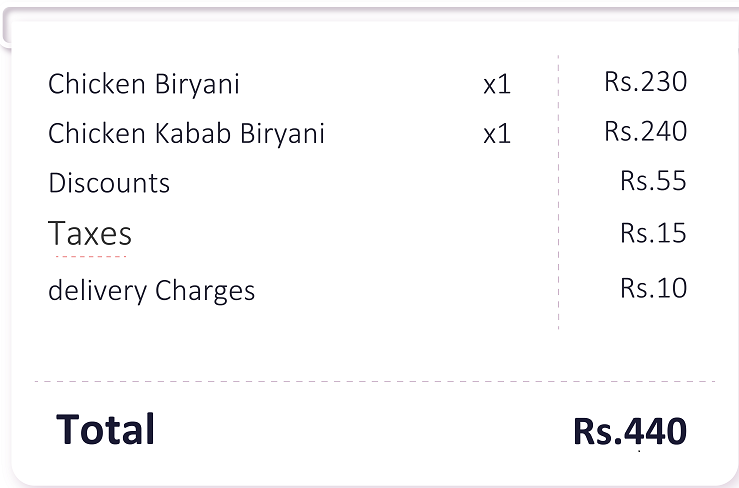 Chicken Biryani x1 Rs.230
Chicken Kabab Biryani x1 Rs.240
Discounts Rs.55
Taxes Rs.15
delivery Charges Rs.10
Total Rs.440